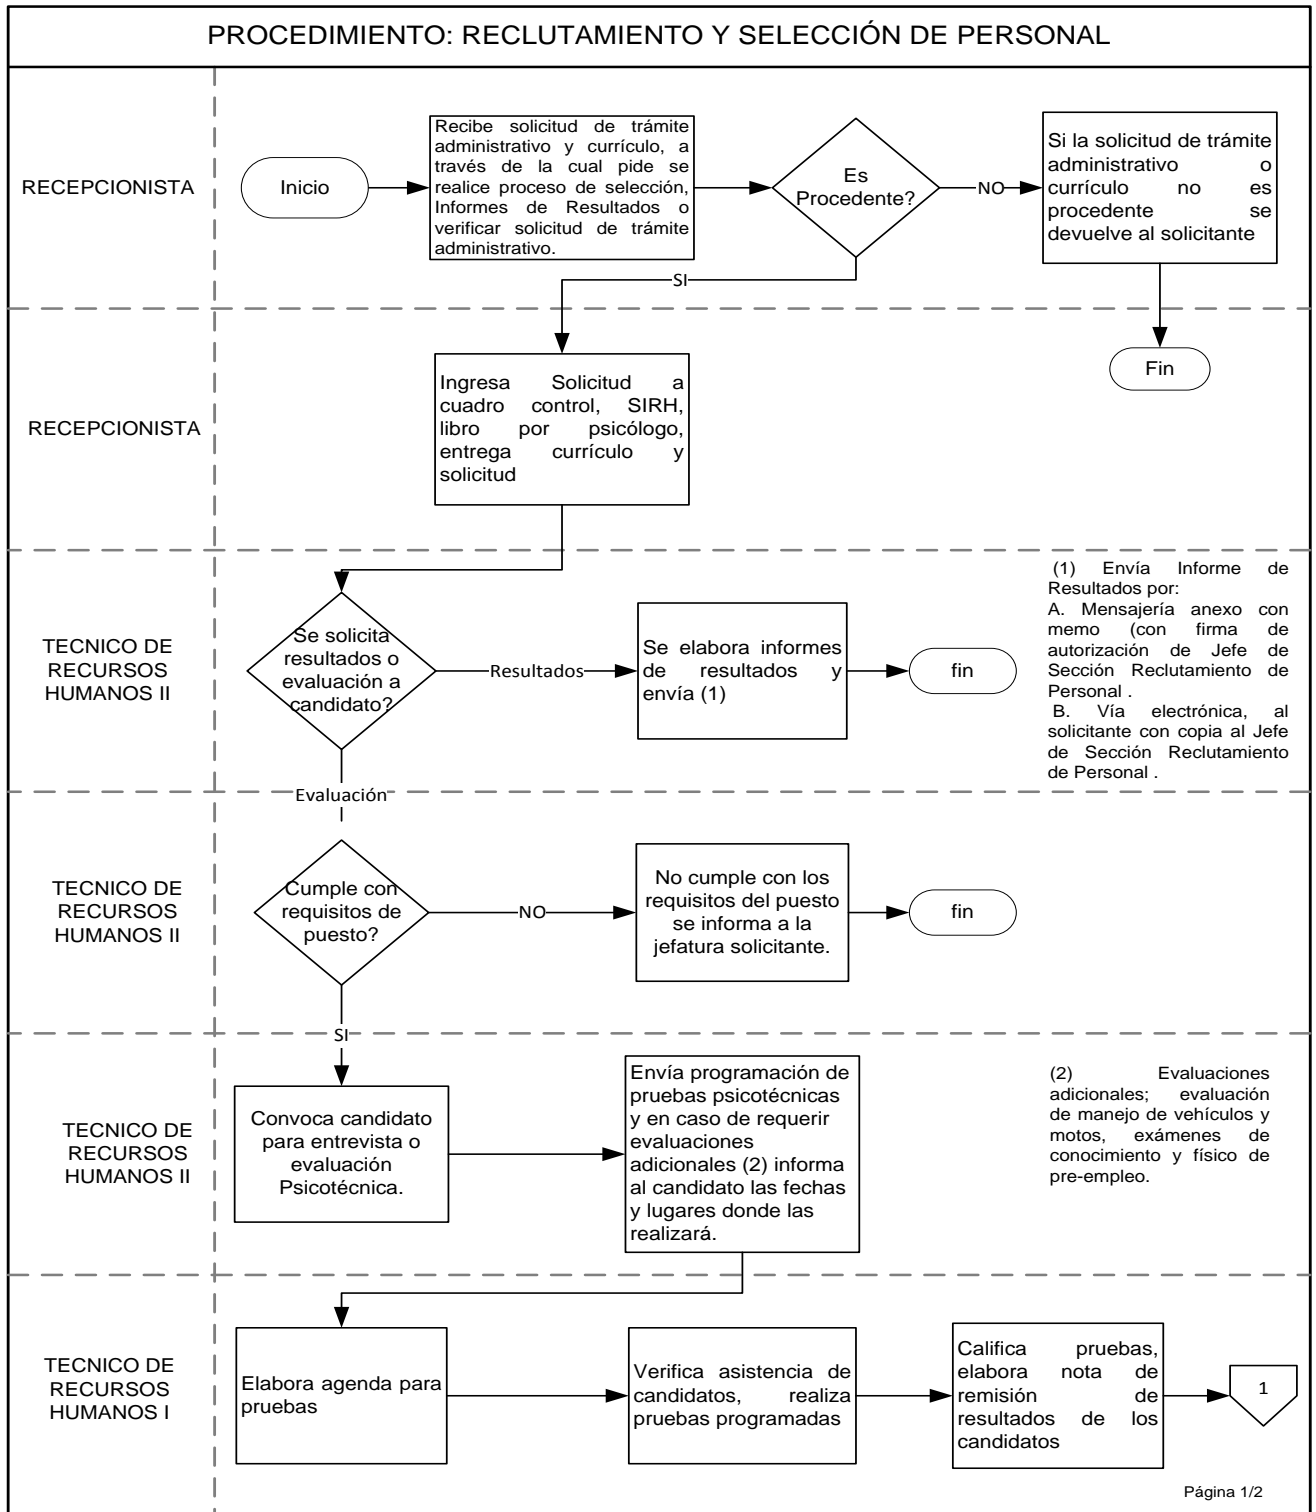 PROCEDIMIENTO: RECLUTAMIENTO Y SELECCIÓN DE PERSONAL
RECEPCIONISTA
Inicio
Recibe solicitud de trámite
administrativo y currículo, a
través de la cual pide se
realice proceso de selección,
Informes de Resultados o
verificar solicitud de trámite
administrativo.
Es
Procedente?
NO
Si la solicitud de trámite
administrativo o
currículo no es
procedente se
devuelve al solicitante
SI
Fin
RECEPCIONISTA
Ingresa Solicitud a
cuadro control, SIRH,
libro por psicólogo,
entrega currículo y
solicitud
TECNICO DE
RECURSOS
HUMANOS II
Se solicita
resultados o
evaluación a
candidato?
Resultados
Se elabora informes
de resultados y
envía (1)
fin
(1) Envía Informe de
Resultados por:
A. Mensajería anexo con
memo (con firma de
autorización de Jefe de
Sección Reclutamiento de
Personal .
B. Vía electrónica, al
solicitante con copia al Jefe
de Sección Reclutamiento
de Personal .
Evaluación
TECNICO DE
RECURSOS
HUMANOS II
Cumple con
requisitos de
puesto?
NO
No cumple con los
requisitos del puesto
se informa a la
jefatura solicitante.
fin
SI
TECNICO DE
RECURSOS
HUMANOS II
Convoca candidato
para entrevista o
evaluación
Psicotécnica.
Envía programación de
pruebas psicotécnicas
y en caso de requerir
evaluaciones
adicionales (2) informa
al candidato las fechas
y lugares donde las
realizará.
(2) Evaluaciones
adicionales; evaluación
de manejo de vehículos y
motos, exámenes de
conocimiento y físico de
pre-empleo.
TECNICO DE
RECURSOS
HUMANOS I
Elabora agenda para
pruebas
Verifica asistencia de
candidatos, realiza
pruebas programadas
Califica pruebas,
elabora nota de
remisión de
resultados de los
candidatos
1
Página 1/2